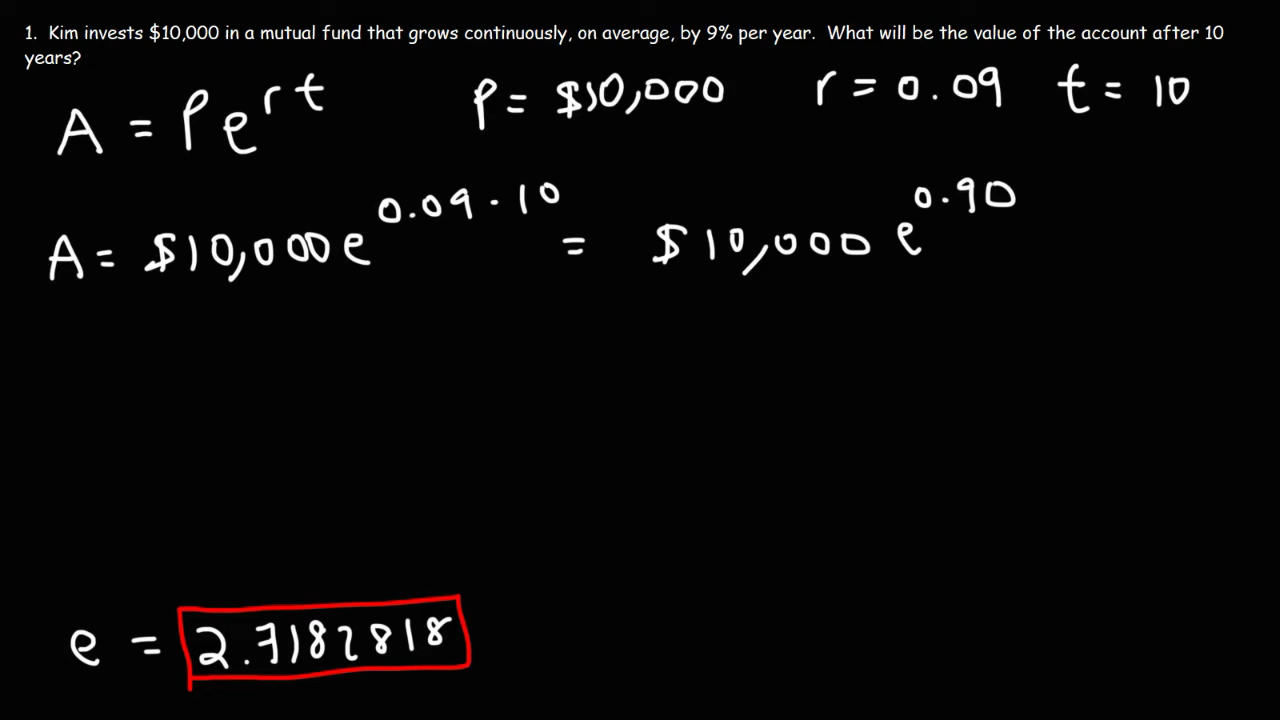 1. Kim invests $10,000 in a mutual fund that grows continuously, on average, by 9% per year. What will be the value of the account after 10
years?
A = Pe^{rt} P = $10,000 r = 0.09 t = 10
A = $10,000e^{0.09 · 10} = $10,000 e^{0.90}
e = 2.7182818